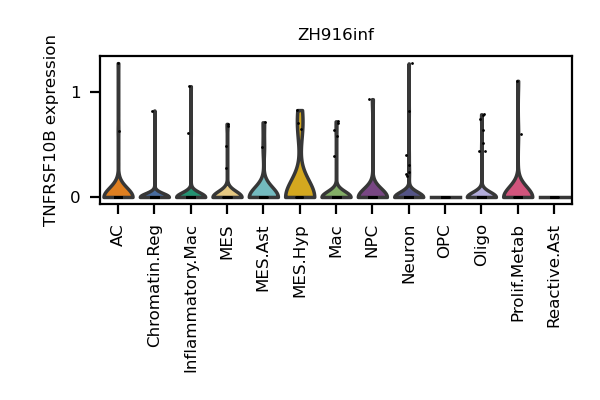 ZH916inf
TNFRSF10B expression
1
0
AC
Chromatin.Reg
Inflammatory.Mac
MES
MES.Ast
MES.Hyp
Mac
NPC
Neuron
OPC
Oligo
Prolif.Metab
Reactive.Ast